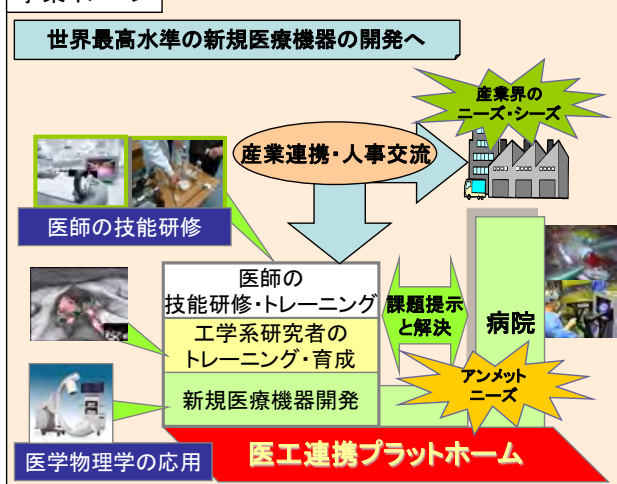 世界最高水準の新規医療機器の開発へ
産業界の
ニーズ・シーズ
産業連携・人事交流
医師の技能研修
医師の
技能研修・トレーニング
工学系研究者の
トレーニング・育成
新規医療機器開発
課題提示
と解決
病院
アンメット
ニーズ
医学物理学の応用
医工連携プラットホーム